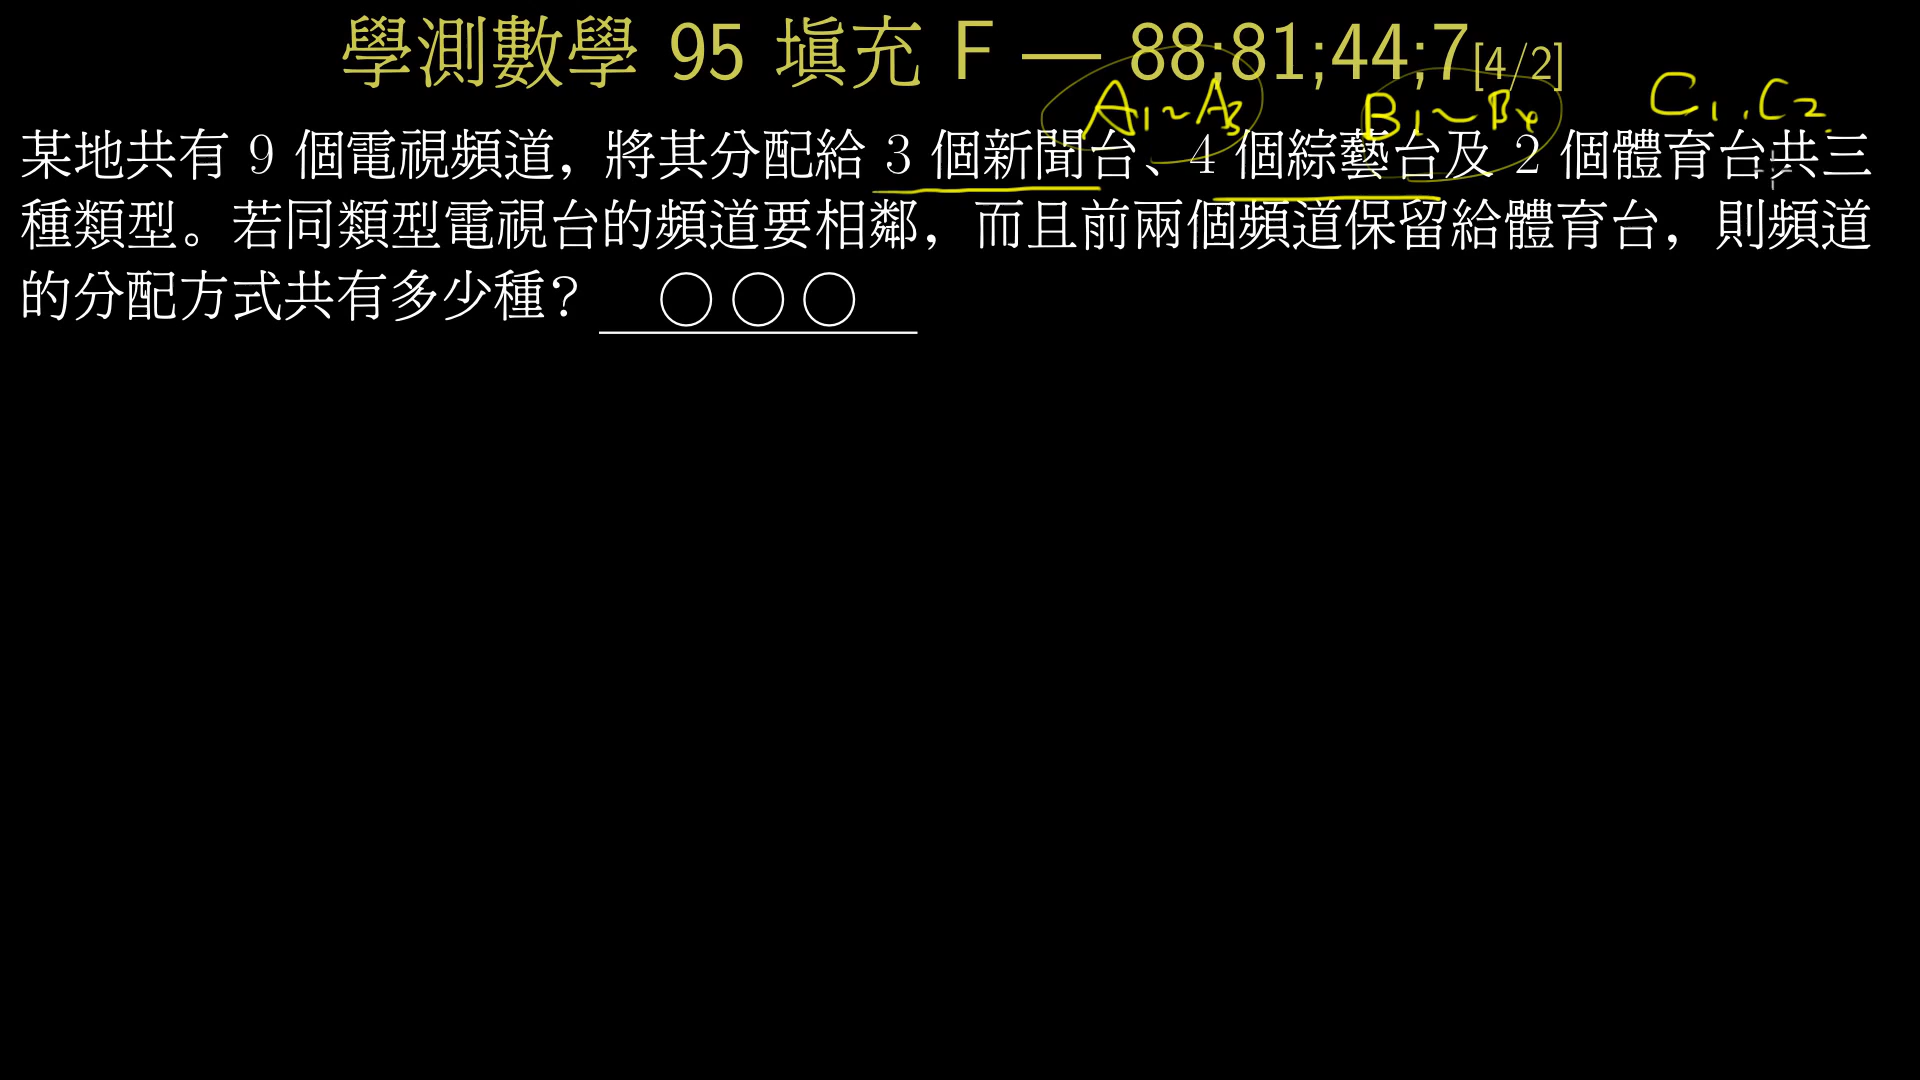 學測數學 95 塡充 F — 88;81;44;7[4/2]
A1~A3 B1~B4 C1,C2
某地共有 9 個電視頻道，將其分配給 3 個新聞台、4 個綜藝台及 2 個體育台共三
種類型。若同類型電視台的頻道要相鄰，而且前兩個頻道保留給體育台，則頻道
的分配方式共有多少種？ ○○○